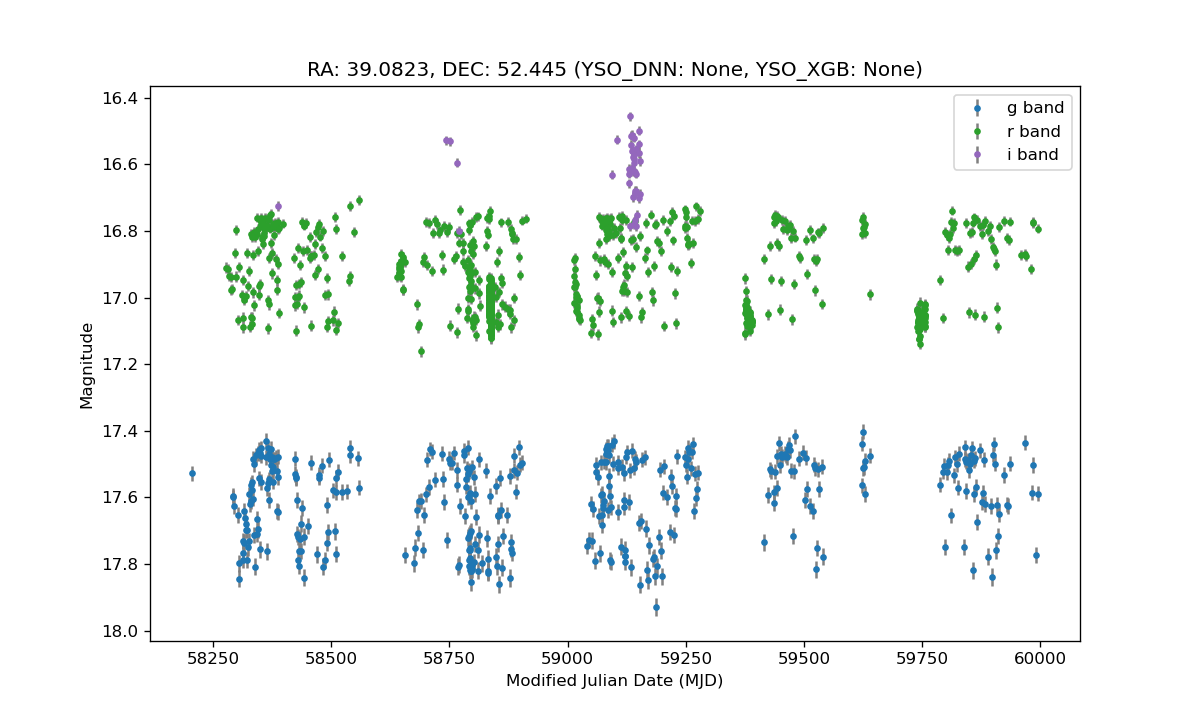 RA: 39.0823, DEC: 52.445 (YSO_DNN: None, YSO_XGB: None)
g band
r band
i band
16.4
16.6
16.8
17.0
17.2
17.4
17.6
17.8
18.0
Magnitude
58250 58500 58750 59000 59250 59500 59750 60000
Modified Julian Date (MJD)